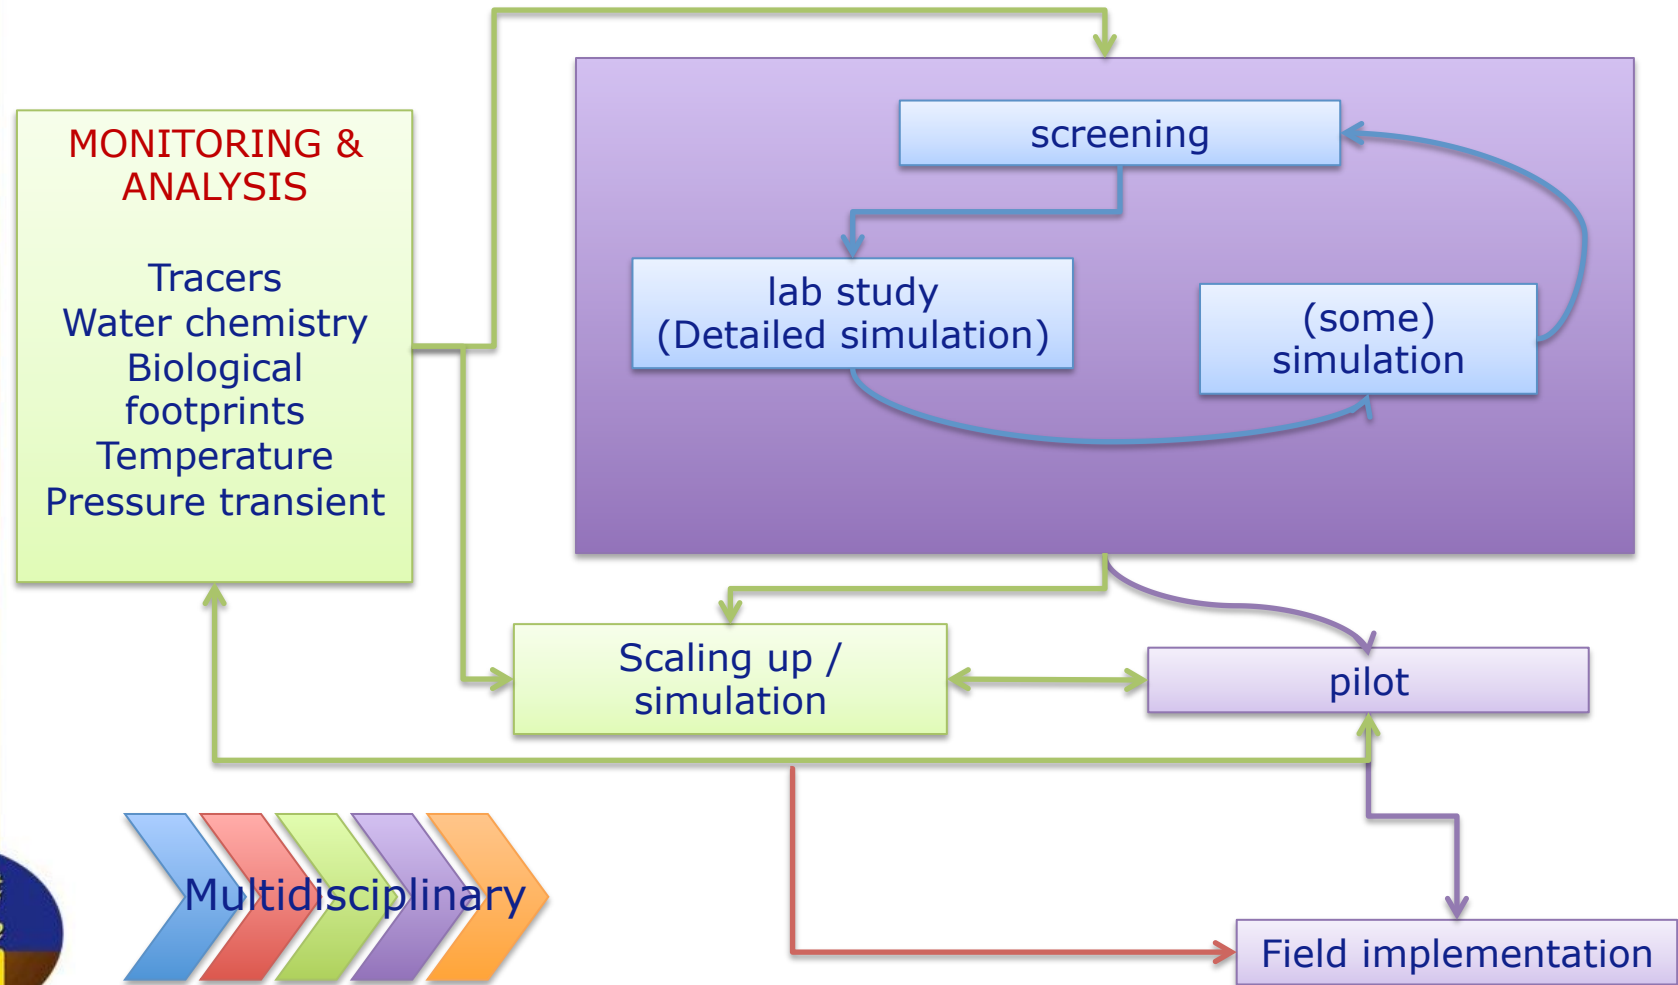 MONITORING &
ANALYSIS
Tracers
Water chemistry
Biological
footprints
Temperature
Pressure transient
screening
lab study
(Detailed simulation)
(some)
simulation
Scaling up /
simulation
pilot
Multidisciplinary
Field implementation